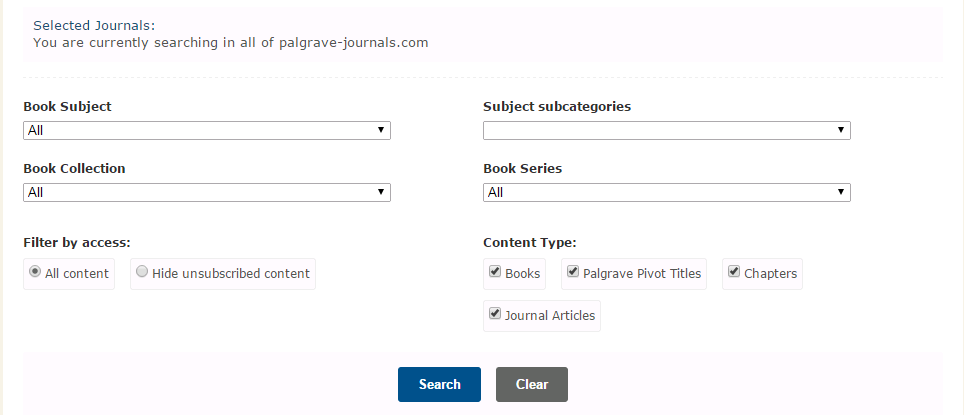 Selected Journals:
You are currently searching in all of palgrave-journals.com
Book Subject
Subject subcategories
All
Book Collection
Book Series
All
All
Filter by access:
Content Type:
All content
Hide unsubscribed content
Books
Palgrave Pivot Titles
Chapters
Journal Articles
Search
Clear